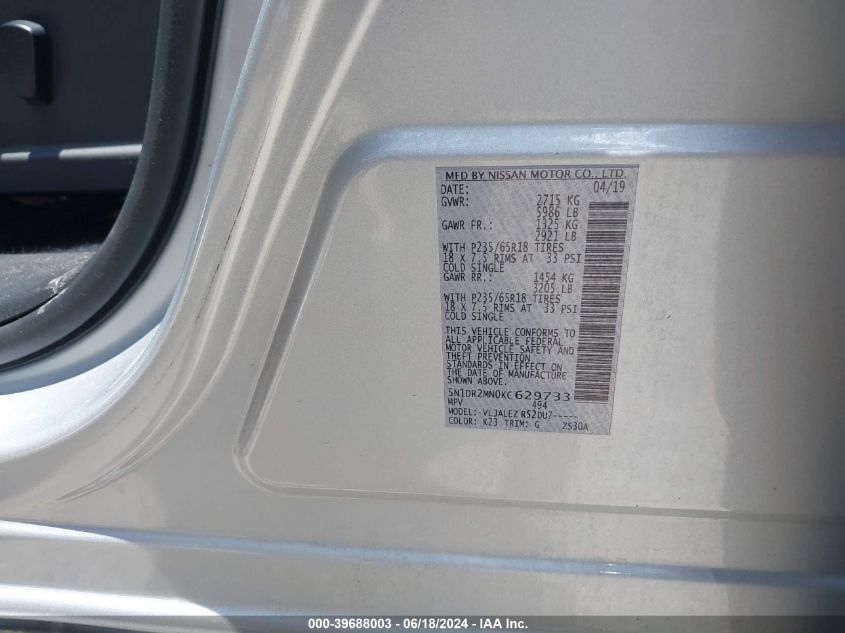 MFD BY NISSAN MOTOR CO., LTD.
DATE: 04/19
GVWR: 2715 KG
5986 LB
GAWR FR.: 1325 KG
2921 LB
WITH P235/65R18 TIRES
18 X 7.5 RIMS AT 33 PSI
COLD SINGLE
GAWR RR.: 1454 KG
3205 LB
WITH P235/65R18 TIRES
18 X 7.5 RIMS AT 33 PSI
COLD SINGLE
THIS VEHICLE CONFORMS TO
ALL APPLICABLE FEDERAL
MOTOR VEHICLE SAFETY AND
THEFT PREVENTION
STANDARDS IN EFFECT ON
THE DATE OF MANUFACTURE
SHOWN ABOVE.
5N1DR2MN0KC629733
MPV 494
MODEL: VLJALEZ R52DU7-----
COLOR: K23 TRIM: G ZS30A
000-39688003 - 06/18/2024 - IAA Inc.